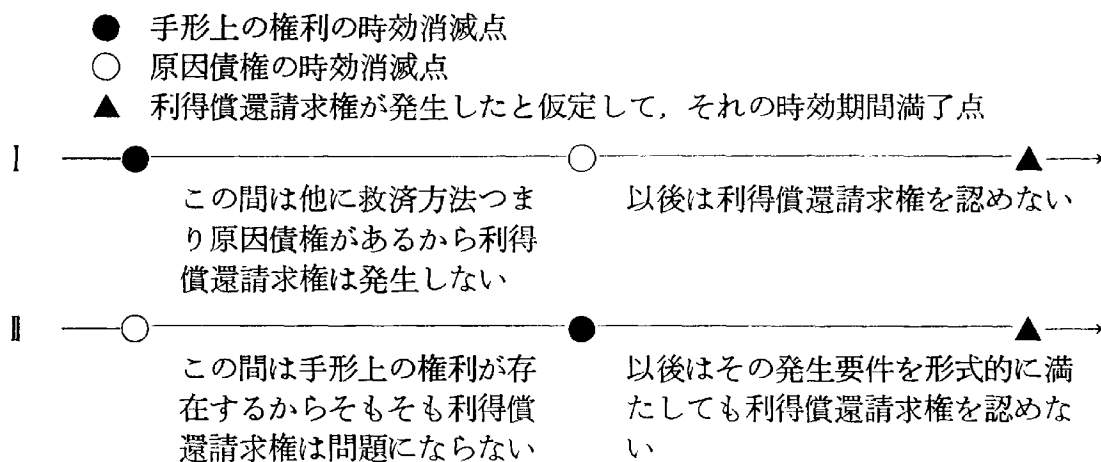 ● 手形上の権利の時効消滅点
○ 原因債権の時効消滅点
▲ 利得償還請求権が発生したと仮定して，それの時効期間満了点
Ⅰ
この間は他に救済方法つま
り原因債権があるから利得
償還請求権は発生しない
以後は利得償還請求権を認めない
Ⅱ
この間は手形上の権利が存
在するからそもそも利得償
還請求権は問題にならない
以後はその発生要件を形式的に満
たしても利得償還請求権を認めな
い